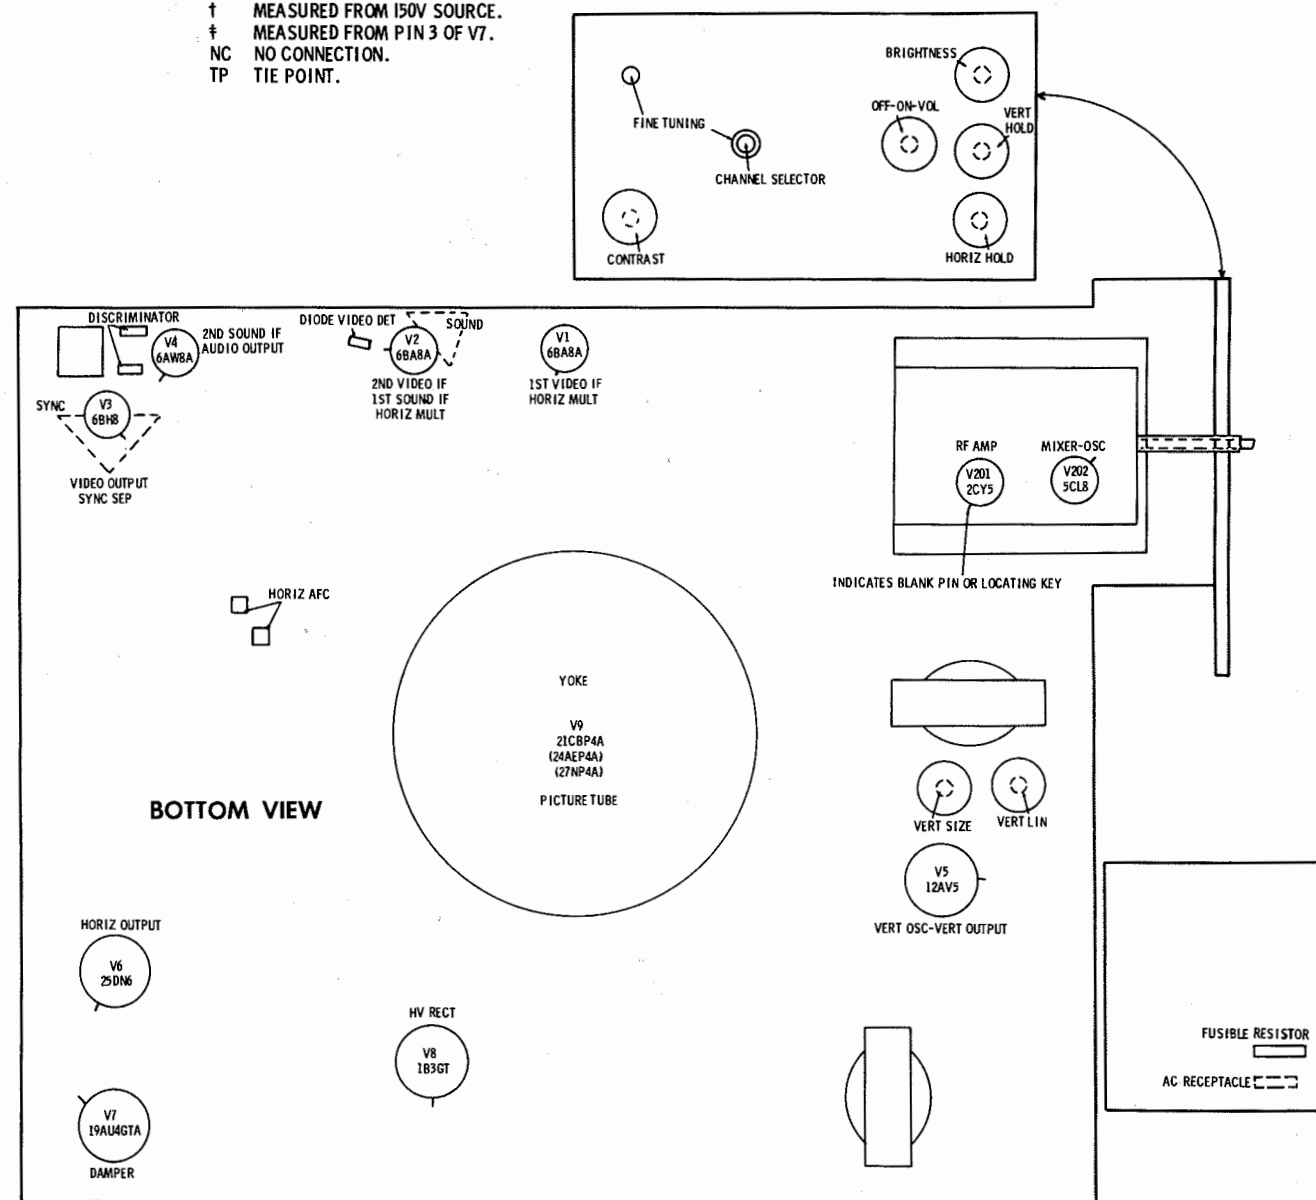 † MEASURED FROM 150V SOURCE.
‡ MEASURED FROM PIN 3 OF V7.
NC NO CONNECTION.
TP TIE POINT.
BRIGHTNESS
OFF-ON-VOL
VERT
HOLD
FINE TUNING
CHANNEL SELECTOR
CONTRAST
HORIZ HOLD
DISCRIMINATOR
V4
6AW8A
2ND SOUND IF
AUDIO OUTPUT
DIODE VIDEO DET
SOUND
V2
6BA8A
2ND VIDEO IF
1ST SOUND IF
HORIZ MULT
V1
6BA8A
1ST VIDEO IF
HORIZ MULT
SYNC
V3
6BH8
VIDEO OUTPUT
SYNC SEP
RF AMP
V201
2CY5
MIXER-OSC
V202
5CL8
INDICATES BLANK PIN OR LOCATING KEY
HORIZ AFC
YOKE
V9
21CBP4A
(24AEP4A)
(27NP4A)
PICTURE TUBE
BOTTOM VIEW
VERT SIZE
VERT LIN
V5
12AV5
VERT OSC-VERT OUTPUT
HORIZ OUTPUT
V6
25DN6
HV RECT
V8
1B3GT
V7
19AU4GTA
DAMPER
FUSIBLE RESISTOR
AC RECEPTACLE